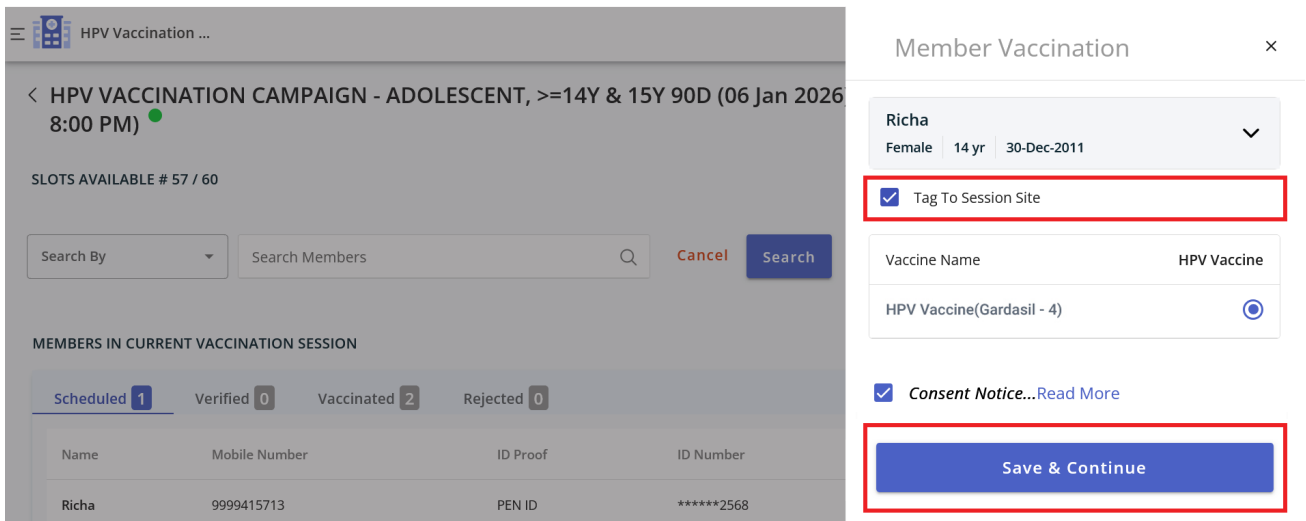 HPV Vaccination ...
HPV VACCINATION CAMPAIGN - ADOLESCENT, >=14Y & 15Y 90D (06 Jan 2026
8:00 PM)
SLOTS AVAILABLE # 57 / 60
Search By
Search Members
Cancel
Search
MEMBERS IN CURRENT VACCINATION SESSION
Scheduled 1 Verified 0 Vaccinated 2 Rejected 0
Name Mobile Number ID Proof ID Number
Richa 9999415713 PEN ID ******2568
Member Vaccination
Richa
Female 14 yr 30-Dec-2011
Tag To Session Site
Vaccine Name HPV Vaccine
HPV Vaccine(Gardasil - 4)
Consent Notice...Read More
Save & Continue